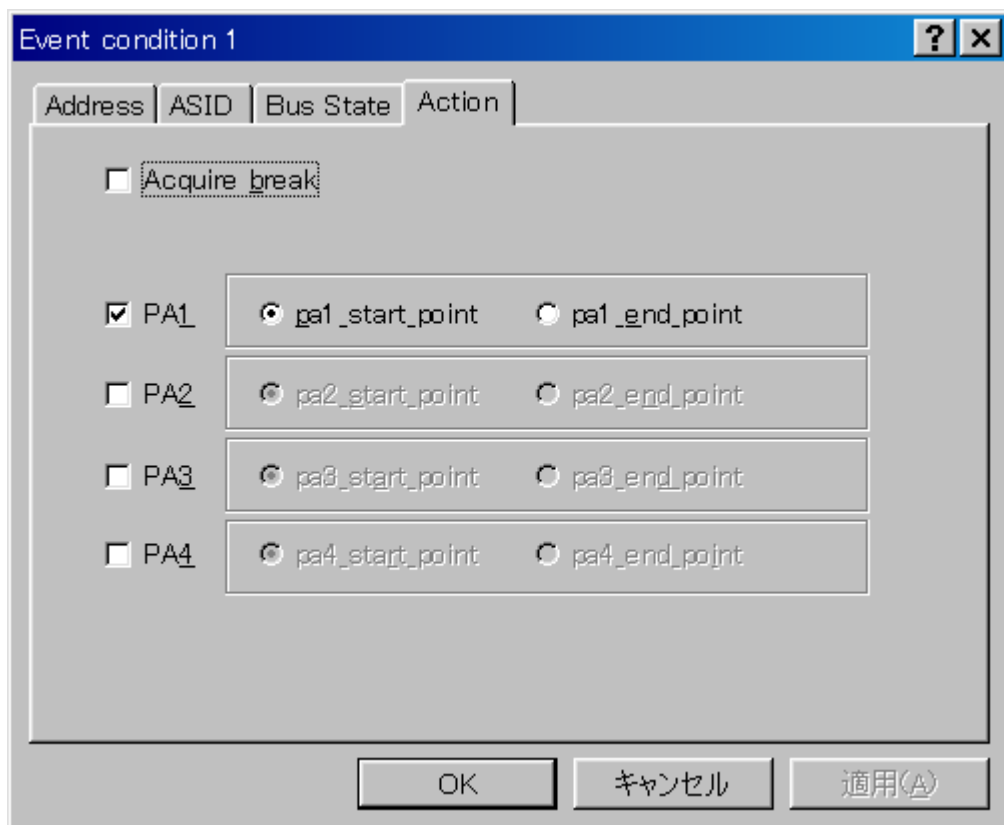 Event condition 1
Address ASID Bus State Action
Acquire break
PA1 pa1_start_point pa1_end_point
PA2 pa2_start_point pa2_end_point
PA3 pa3_start_point pa3_end_point
PA4 pa4_start_point pa4_end_point
OK キャンセル 適用(A)